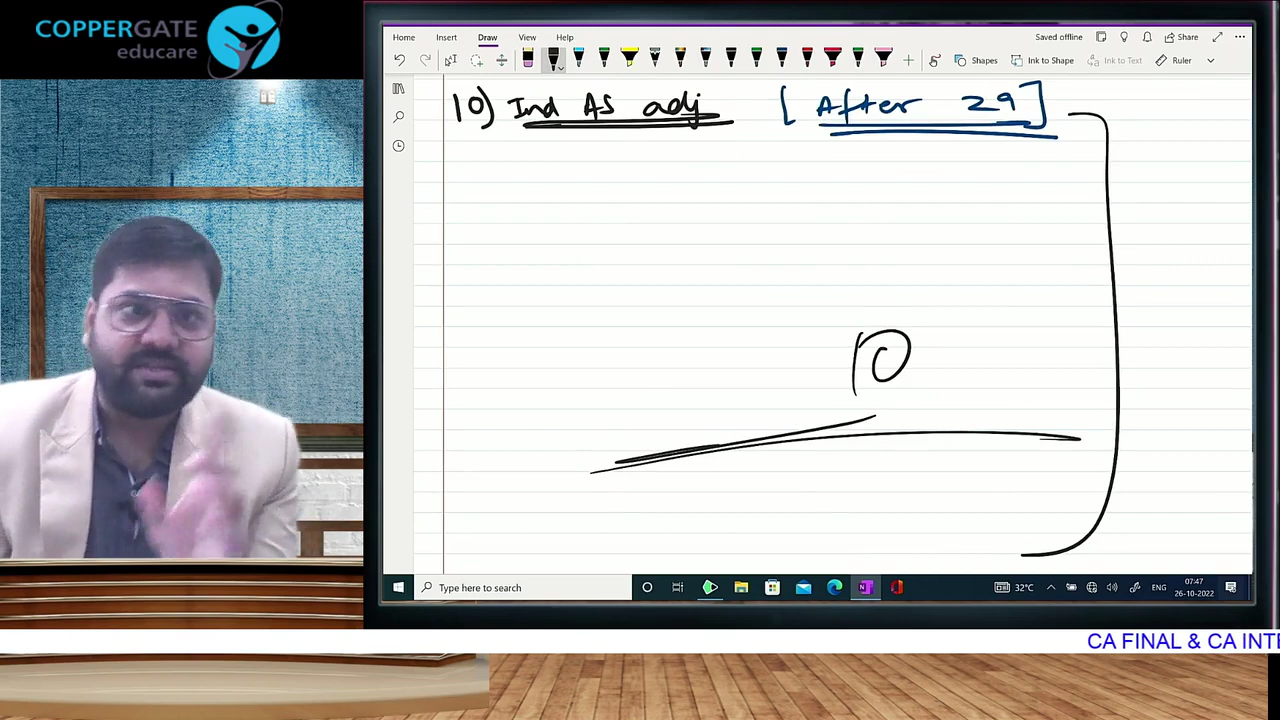 COPPERGATE
educare
Home Insert Draw View Help
Saved offline
Share
Shapes
Ink to Shape
Ink to Text
Ruler
10) Ind AS adj [After 29]
10
Type here to search
32°C
ENG
07:47
26-10-2022
CA FINAL & CA INTE